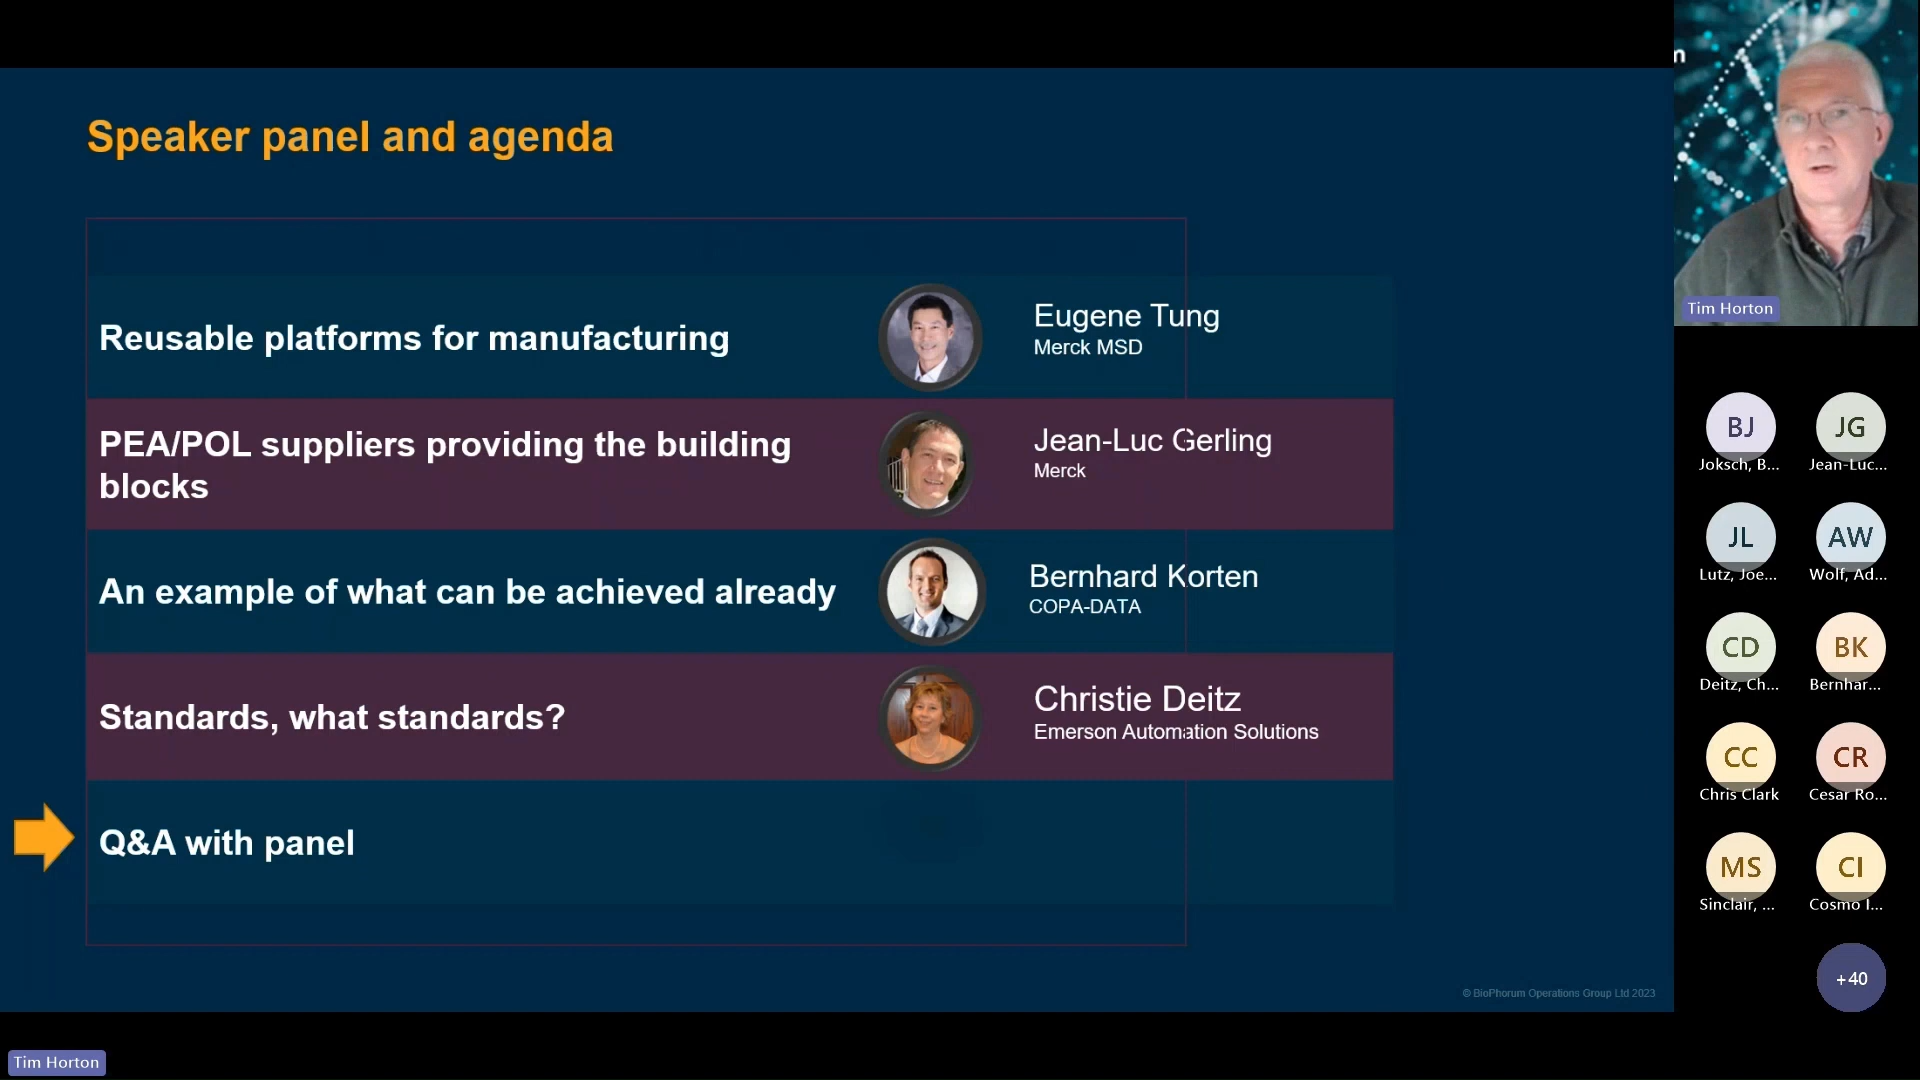 Speaker panel and agenda
Reusable platforms for manufacturing
Eugene Tung
Merck MSD
PEA/POL suppliers providing the building
blocks
Jean-Luc Gerling
Merck
An example of what can be achieved already
Bernhard Korten
COPA-DATA
Standards, what standards?
Christie Deitz
Emerson Automation Solutions
Q&A with panel
© BioPhorum Operations Group Ltd 2023
Tim Horton
n
Tim Horton
BJ
JG
Joksch, B...
Jean-Luc...
JL
AW
Lutz, Joe...
Wolf, Ad...
CD
BK
Deitz, Ch...
Bernhar...
CC
CR
Chris Clark
Cesar Ro...
MS
CI
Sinclair, ...
Cosmo I...
+40